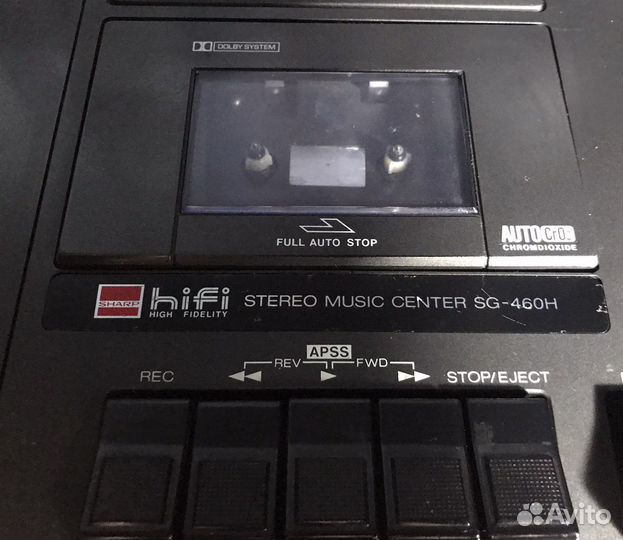 DOLBY SYSTEM
FULL AUTO STOP
AUTO CrO₂
CHROMDIOXIDE
SHARP hifi STEREO MUSIC CENTER SG-460H
HIGH FIDELITY
APSS
REV FWD
REC STOP/EJECT
Avito